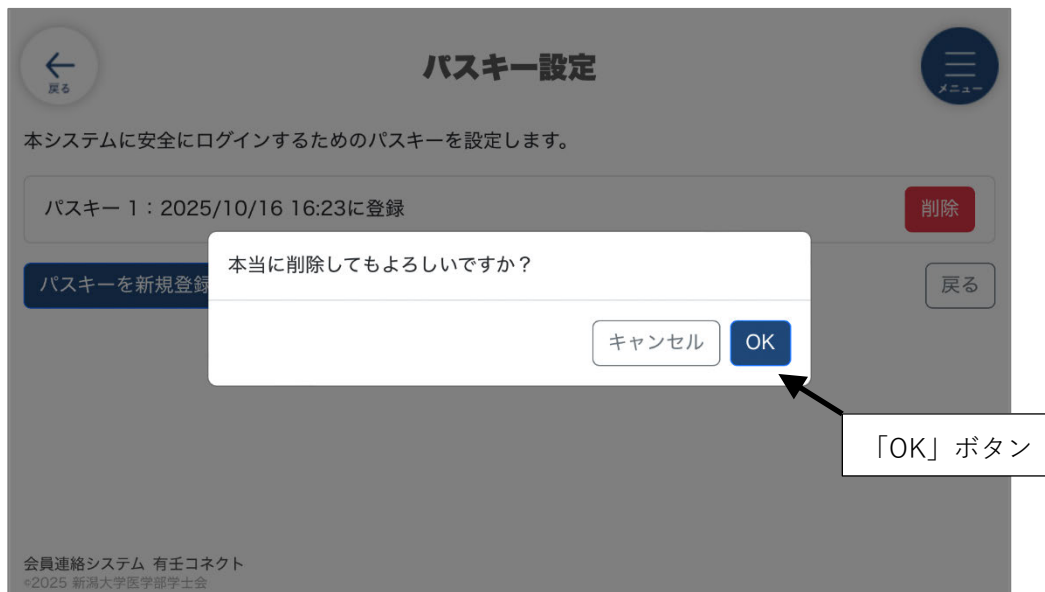 戻る
パスキー設定
メニュー
本システムに安全にログインするためのパスキーを設定します。
パスキー 1：2025/10/16 16:23に登録
削除
本当に削除してもよろしいですか？
パスキーを新規登録
戻る
キャンセル
OK
「OK」ボタン
会員連絡システム 有壬コネクト
©2025 新潟大学医学部学士会